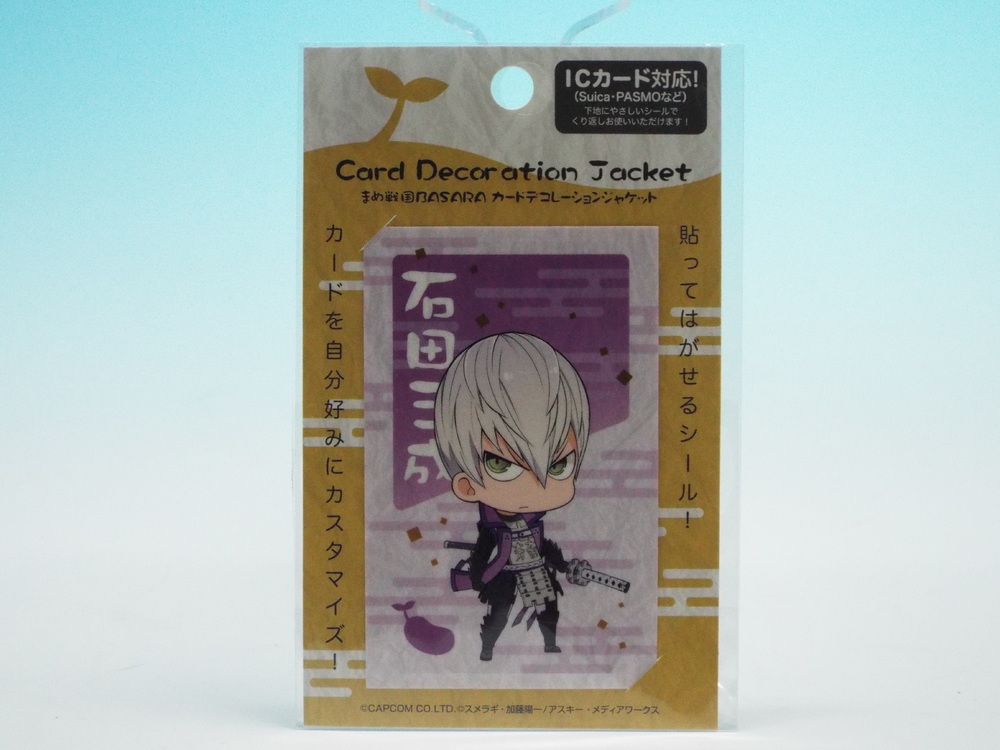 ICカード対応!
(Suica・PASMOなど)
下地にやさしいシールで
くり返しお使いいただけます!
Card Decoration Jacket
まめ戦国BASARA カードデコレーションジャケット
貼ってはがせるシール!
石田三成
カードを自分好みにカスタマイズ!
©CAPCOM CO.LTD.©スメラギ・加藤陽一/アスキー・メディアワークス